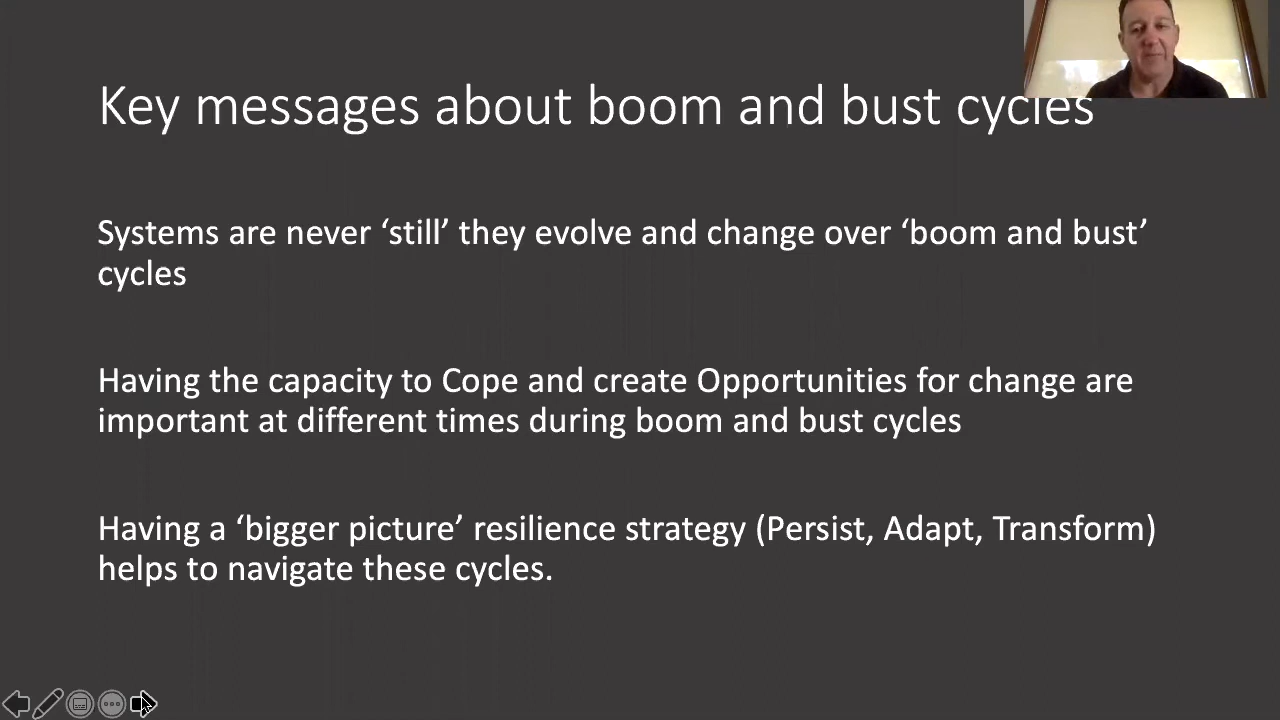 Key messages about boom and bust cycles
Systems are never ‘still’ they evolve and change over ‘boom and bust’
cycles
Having the capacity to Cope and create Opportunities for change are
important at different times during boom and bust cycles
Having a ‘bigger picture’ resilience strategy (Persist, Adapt, Transform)
helps to navigate these cycles.